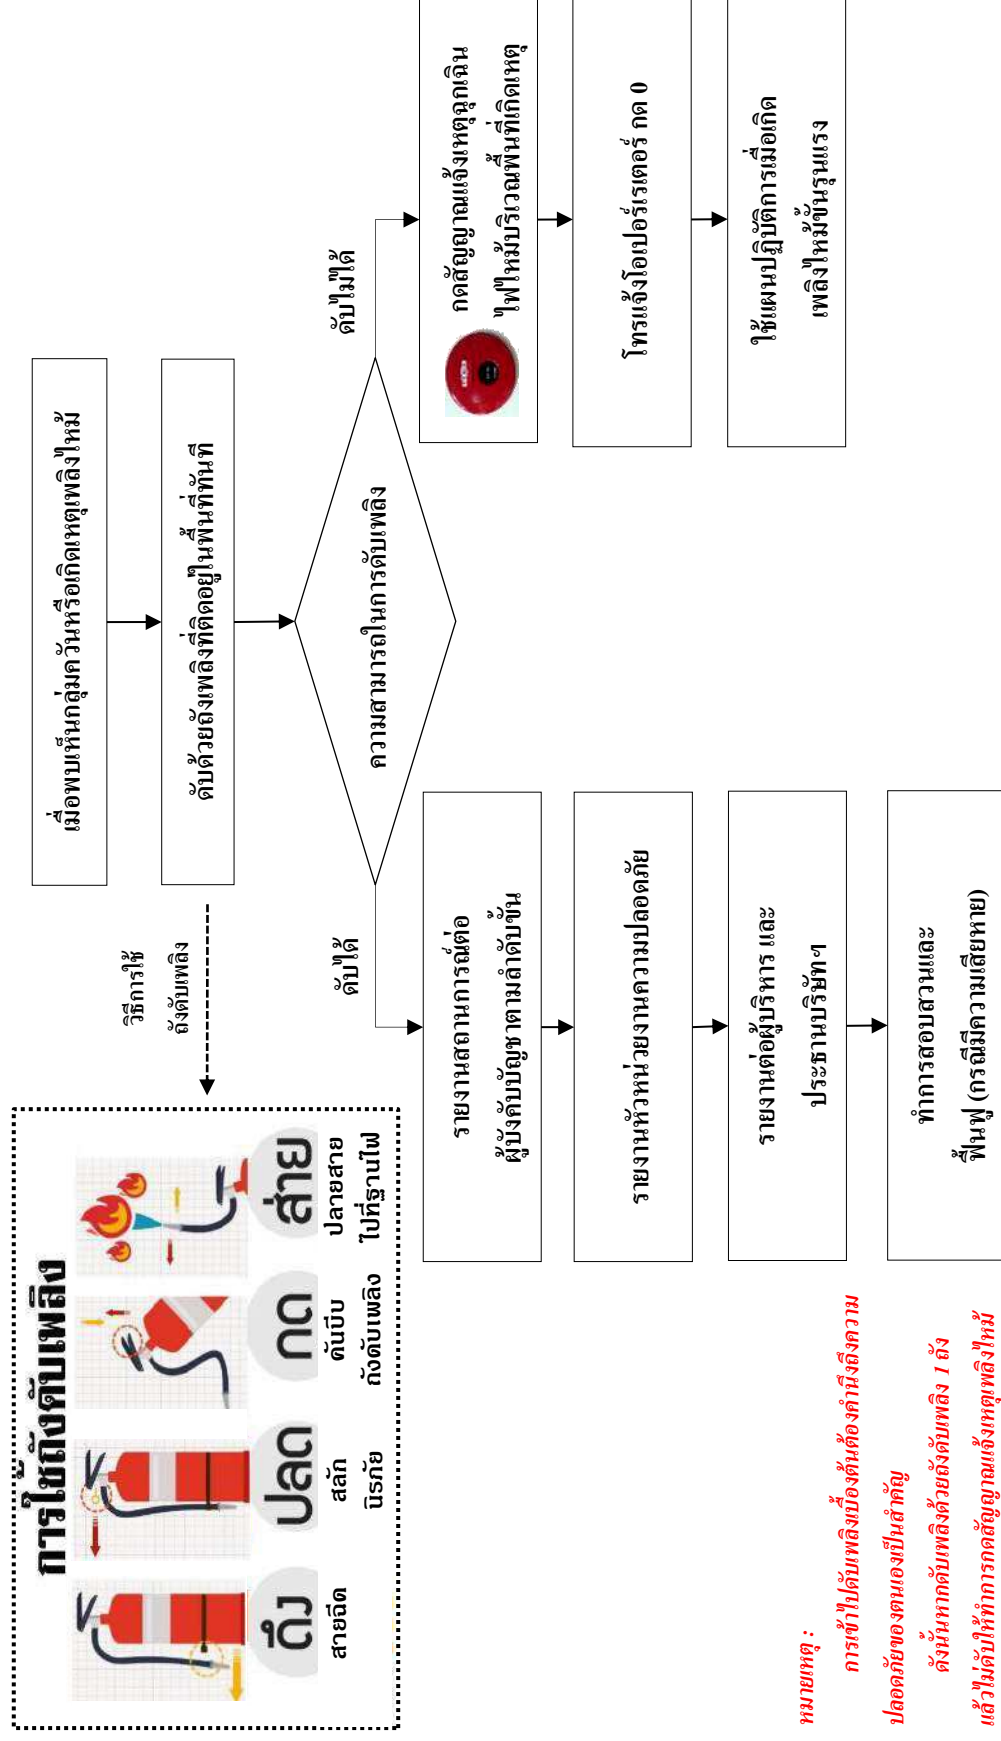 เมื่อพบเห็นกลุ่มควันหรือเกิดเหตุเพลิงไหม้
ดับด้วยถังเพลิงที่ติดอยู่ในพื้นที่ทันที
วิธีการใช้
ถังดับเพลิง
การใช้ถังดับเพลิง
ดึง
สายฉีด
ปลด
สลัก
นิรภัย
กด
คันบีบ
ถังดับเพลิง
ส่าย
ปลายสาย
ไปที่ฐานไฟ
ความสามารถในการดับเพลิง
ดับได้
รายงานสถานการณ์ต่อ
ผู้บังคับบัญชาตามลำดับขั้น
รายงานหัวหน่วยงานความปลอดภัย
รายงานต่อผู้บริหาร และ
ประธานบริษัทฯ
ทำการสอบสวนและ
ฟื้นฟู (กรณีมีความเสียหาย)
ดับไม่ได้
กดสัญญาณแจ้งเหตุฉุกเฉิน
ไฟไหม้บริเวณพื้นที่เกิดเหตุ
โทรแจ้งโอเปอร์เรเตอร์ กด 0
ใช้แผนปฏิบัติการเมื่อเกิด
เพลิงไหม้ขั้นรุนแรง
หมายเหตุ :
การเข้าไปดับเพลิงเบื้องต้นต้องคำนึงถึงความ
ปลอดภัยของตนเองเป็นสำคัญ
ดังนั้นหากดับเพลิงด้วยถังดับเพลิง 1 ถัง
แล้วไม่ดับให้ทำการกดสัญญาณแจ้งเหตุเพลิงไหม้